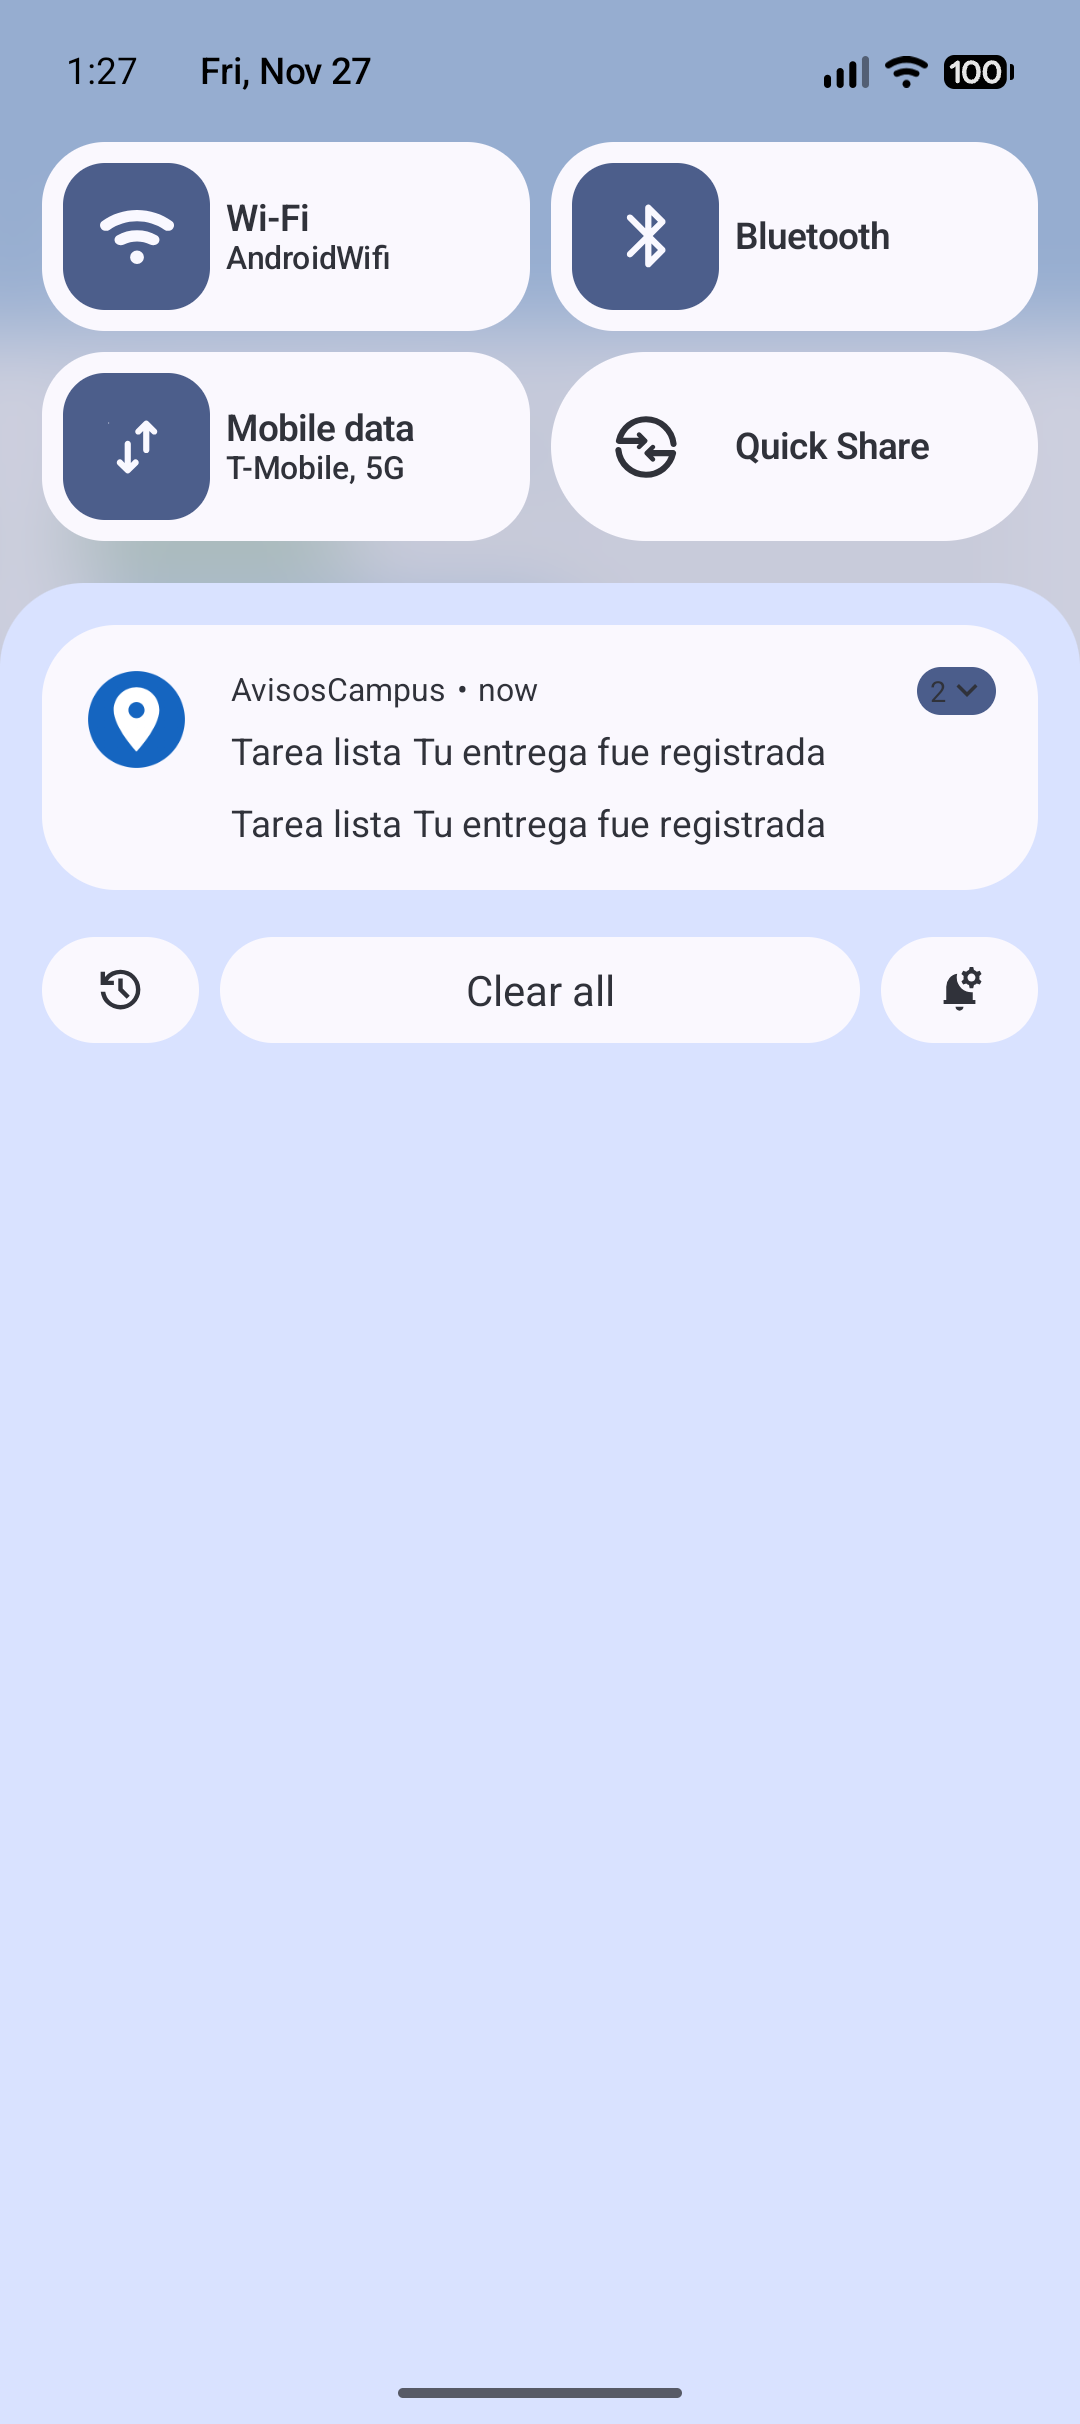 1:27 Fri, Nov 27 100
Wi-Fi
AndroidWifi
Bluetooth
Mobile data
T-Mobile, 5G
Quick Share
AvisosCampus • now 2
Tarea lista Tu entrega fue registrada
Tarea lista Tu entrega fue registrada
Clear all